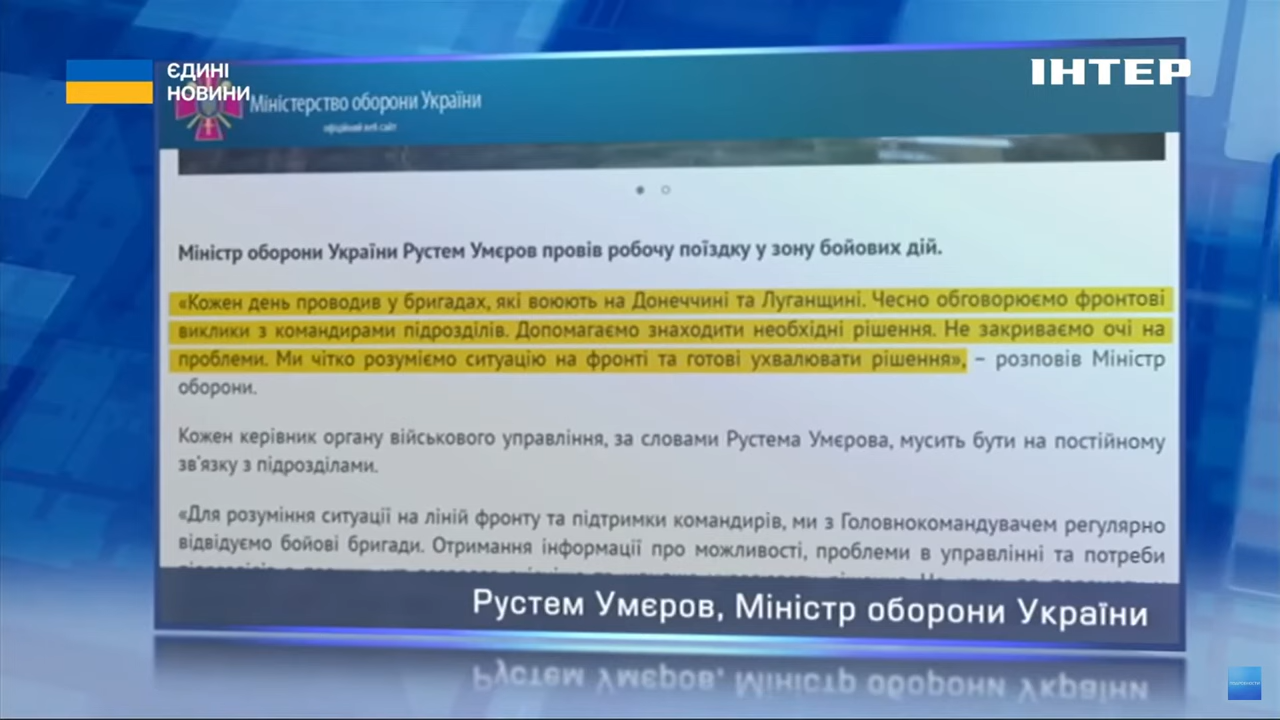 ЄДИНІ
НОВИНИ
ІНТЕР
Міністерство оборони України
офіційний веб сайт
Міністр оборони України Рустем Умєров провів робочу поїздку у зону бойових дій.
«Кожен день проводив у бригадах, які воюють на Донеччині та Луганщині. Чесно обговорюємо фронтові
виклики з командирами підрозділів. Допомагаємо знаходити необхідні рішення. Не закриваємо очі на
проблеми. Ми чітко розуміємо ситуацію на фронті та готові ухвалювати рішення», – розповів Міністр
оборони.
Кожен керівник органу військового управління, за словами Рустема Умєрова, мусить бути на постійному
зв'язку з підрозділами.
«Для розуміння ситуації на ліній фронту та підтримки командирів, ми з Головнокомандувачем регулярно
відвідуємо бойові бригади. Отримання інформації про можливості, проблеми в управлінні та потреби
Рустем Умєров, Міністр оборони України